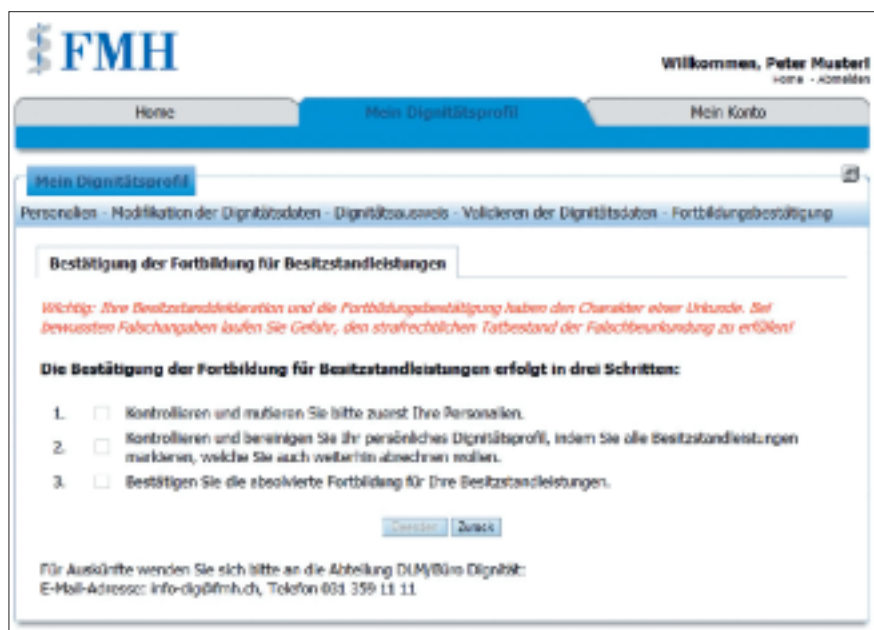 FMH
Willkommen, Peter Muster!
Home - Abmelden
Home
Mein Dignitätsprofil
Mein Konto
Mein Dignitätsprofil
Personalien - Modifikation der Dignitätsdaten - Dignitätsausweis - Validieren der Dignitätsdaten - Fortbildungsbestätigung
Bestätigung der Fortbildung für Besitzstandleistungen
Wichtig: Ihre Besitzstanddeklaration und die Fortbildungsbestätigung haben den Charakter einer Urkunde. Bei
bewussten Falschangaben laufen Sie Gefahr, den strafrechtlichen Tatbestand der Falschbeurkundung zu erfüllen!
Die Bestätigung der Fortbildung für Besitzstandleistungen erfolgt in drei Schritten:
1. Kontrollieren und mutieren Sie bitte zuerst Ihre Personalien.
2. Kontrollieren und bereinigen Sie Ihr persönliches Dignitätsprofil, indem Sie alle Besitzstandleistungen
markieren, welche Sie auch weiterhin abrechnen wollen.
3. Bestätigen Sie die absolvierte Fortbildung für Ihre Besitzstandleistungen.
Zurück
Für Auskünfte wenden Sie sich bitte an die Abteilung DLM/Büro Dignität:
E-Mail-Adresse: info-dig@fmh.ch, Telefon 031 359 11 11